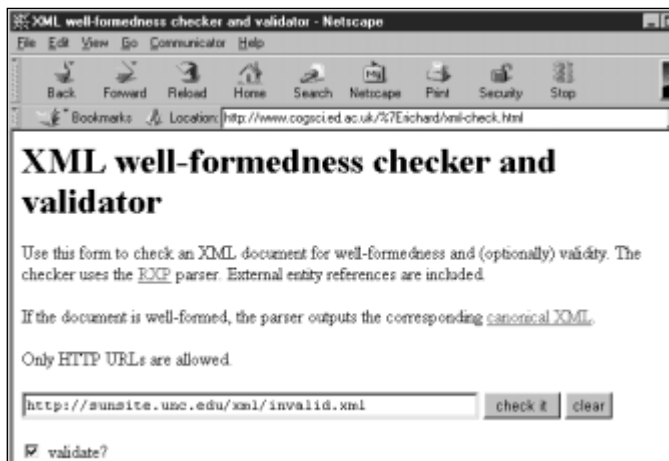 XML well-formedness checker and validator - Netscape
File Edit View Go Communicator Help
Back Forward Reload Home Search Netscape Print Security Stop
Bookmarks Location: http://www.cogsci.ed.ac.uk/%7Erichard/xml-check.html
XML well-formedness checker and
validator
Use this form to check an XML document for well-formedness and (optionally) validity. The
checker uses the RXP parser. External entity references are included.
If the document is well-formed, the parser outputs the corresponding canonical XML.
Only HTTP URLs are allowed.
http://sunsite.unc.edu/xml/invalid.xml check it clear
validate?